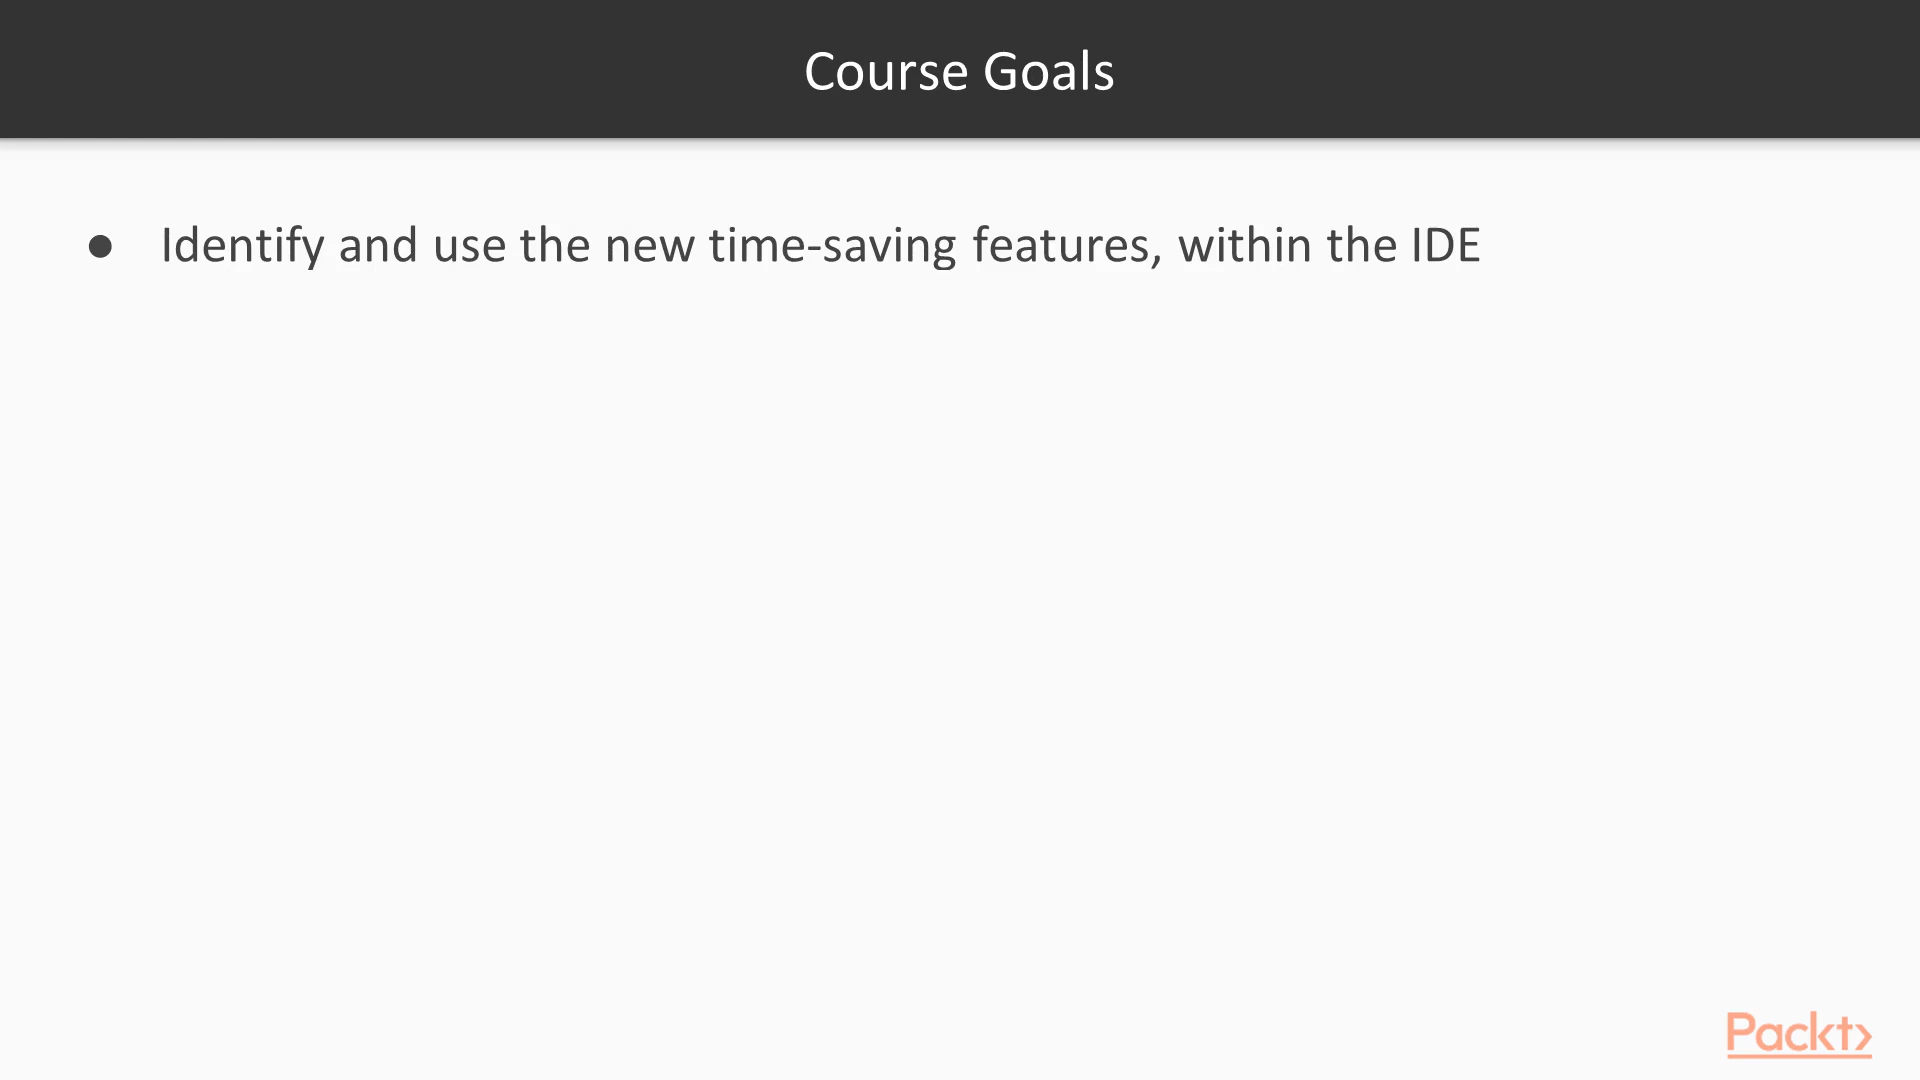 Course Goals
● Identify and use the new time-saving features, within the IDE
Packt>